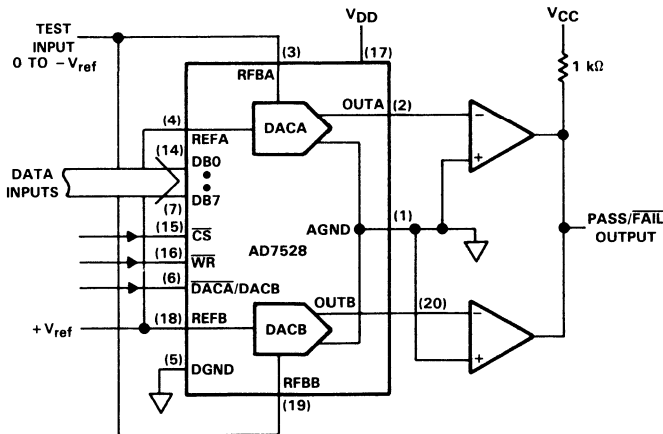 TEST
INPUT
0 TO −Vref
(3)
VDD
(17)
VCC
1 kΩ
RFBA
(4)
REFA
DACA
OUTA
(2)
−
+
(14)
DB0
DATA
INPUTS
DB7
(7)
(15)
CS
AGND
(1)
PASS/FAIL
OUTPUT
(16)
WR
AD7528
(6)
DACA/DACB
OUTB
(20)
−
+
+Vref
(18)
REFB
DACB
(5)
DGND
RFBB
(19)